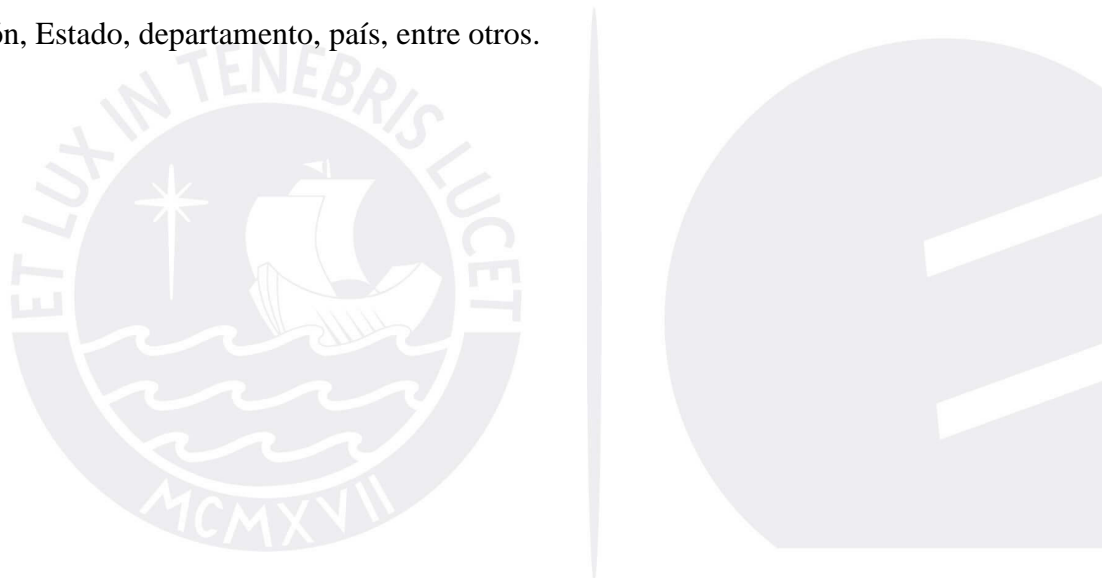 ón, Estado, departamento, país, entre otros.
ET LUX IN TENEBRIS LUCET
MCMXVII